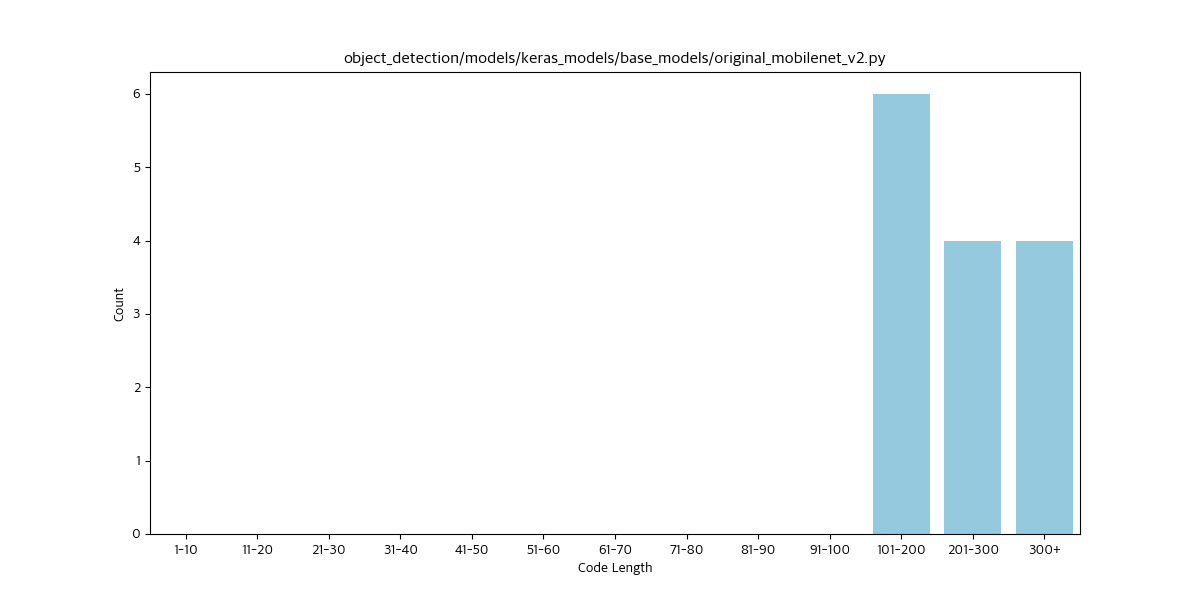 object_detection/models/keras_models/base_models/original_mobilenet_v2.py
6
5
4
3
2
1
0
Count
1-10 11-20 21-30 31-40 41-50 51-60 61-70 71-80 81-90 91-100 101-200 201-300 300+
Code Length